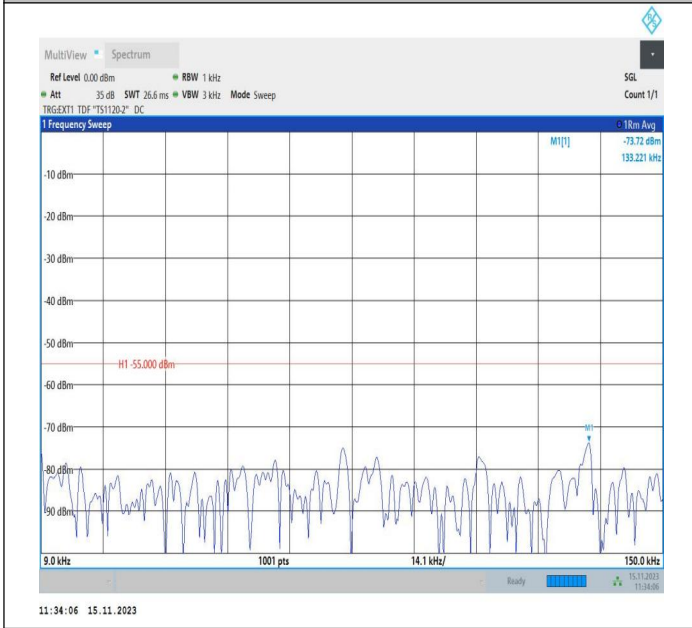 R&S
MultiView Spectrum
Ref Level 0.00 dBm RBW 1 kHz SGL
Att 35 dB SWT 26.6 ms VBW 3 kHz Mode Sweep Count 1/1
TRG:EXT1 TDF "TS1120-2" DC
1 Frequency Sweep 1Rm Avg
M1[1] -73.72 dBm
133.221 kHz
-10 dBm
-20 dBm
-30 dBm
-40 dBm
-50 dBm
H1 -55.000 dBm
-60 dBm
-70 dBm
M1
-80 dBm
-90 dBm
9.0 kHz 1001 pts 14.1 kHz/ 150.0 kHz
Ready 15.11.2023
11:34:06
11:34:06 15.11.2023